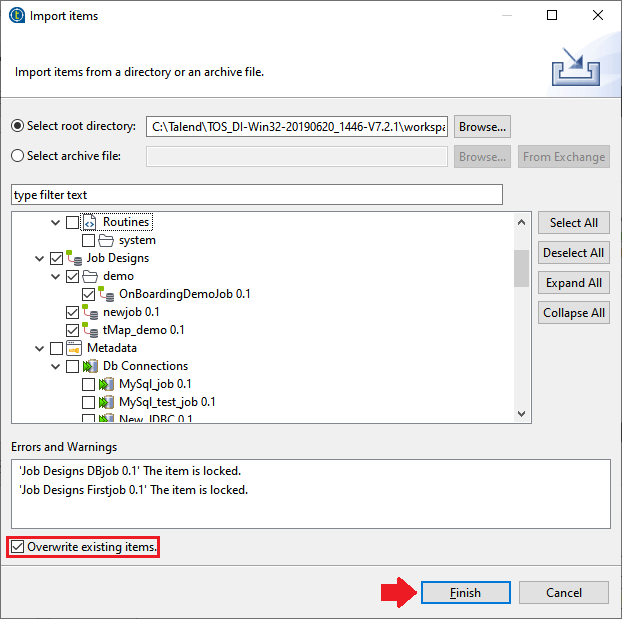 Import items
Import items from a directory or an archive file.
Select root directory: C:\Talend\TOS_DI-Win32-20190620_1446-V7.2.1\workspa Browse...
Select archive file: Browse... From Exchange
type filter text
Routines Select All
system
Deselect All
Job Designs
demo
Expand All
OnBoardingDemoJob 0.1
newjob 0.1 Collapse All
tMap_demo 0.1
Metadata
Db Connections
MySql_job 0.1
MySql_test_job 0.1
New_JDBC 0.1
Errors and Warnings
'Job Designs DBjob 0.1' The item is locked.
'Job Designs Firstjob 0.1' The item is locked.
Overwrite existing items.
Finish Cancel